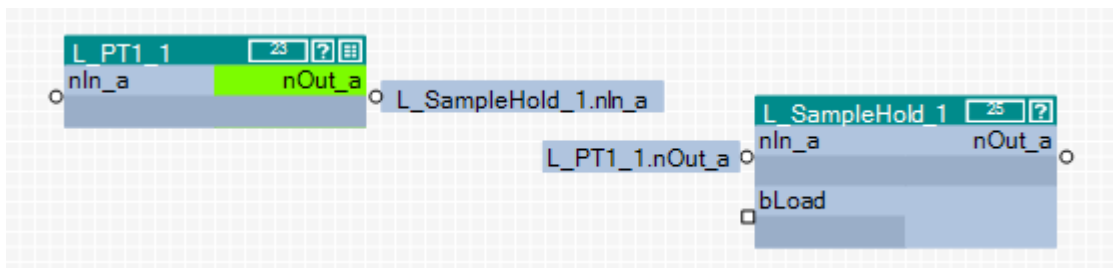 L_PT1_1 23 ?
nIn_a nOut_a
L_SampleHold_1.nIn_a
L_SampleHold_1 25 ?
L_PT1_1.nOut_a nIn_a nOut_a
bLoad